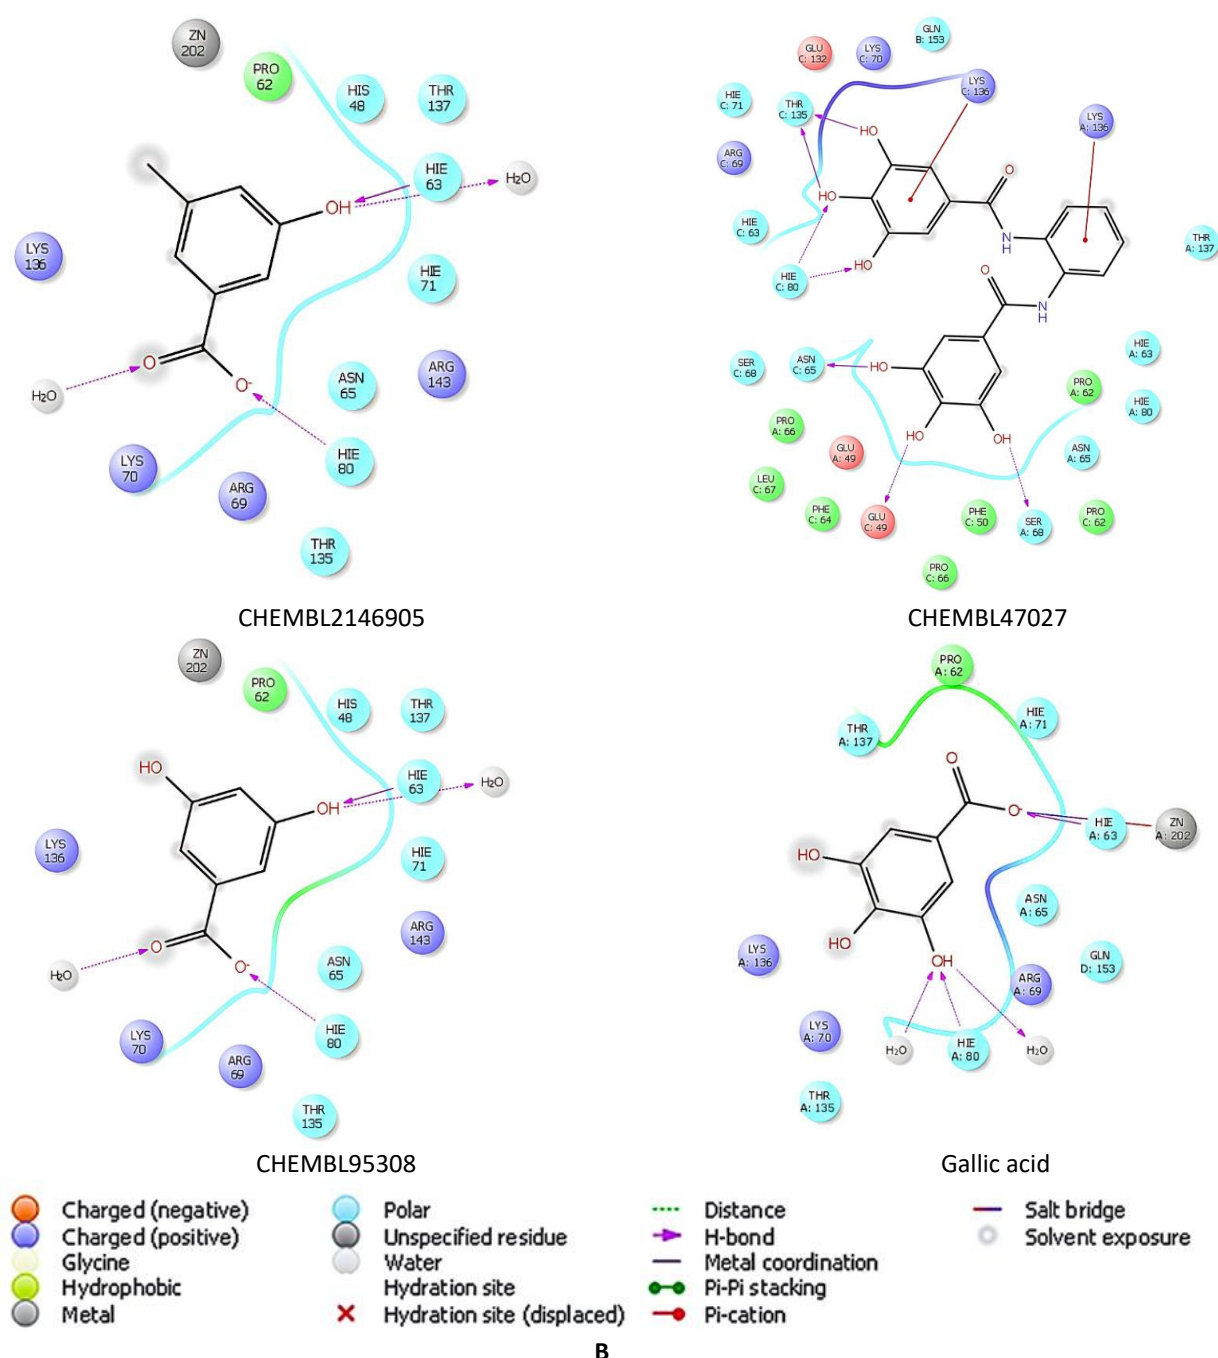 B
ZN
202
PRO
62
HIS
48
THR
137
HIE
63
H₂O
OH
LYS
136
HIE
71
O
O-
H₂O
ASN
65
ARG
143
HIE
80
LYS
70
ARG
69
THR
135
CHEMBL2146905
GLU
C: 132
LYS
C: 70
GLN
B: 153
HIE
C: 71
THR
C: 135
LYS
C: 136
LYS
A: 136
HO
ARG
C: 69
HO
O
HIE
C: 63
HO
N
H
THR
A: 137
HIE
C: 80
O
N
H
SER
C: 68
ASN
C: 65
HO
HIE
A: 63
PRO
A: 62
HIE
A: 80
PRO
A: 66
HO
OH
GLU
A: 49
ASN
A: 65
LEU
C: 67
PHE
C: 64
GLU
C: 49
PHE
C: 50
SER
A: 68
PRO
C: 62
PRO
C: 66
CHEMBL47027
ZN
202
PRO
62
HIS
48
THR
137
HO
HIE
63
H₂O
OH
LYS
136
HIE
71
O
O-
H₂O
ASN
65
ARG
143
HIE
80
LYS
70
ARG
69
THR
135
CHEMBL95308
PRO
A: 62
THR
A: 137
HIE
A: 71
O
O-
HIE
A: 63
ZN
A: 202
HO
HO
OH
ASN
A: 65
LYS
A: 136
GLN
D: 153
ARG
A: 69
LYS
A: 70
H₂O
HIE
A: 80
H₂O
THR
A: 135
Gallic acid
Charged (negative)
Charged (positive)
Glycine
Hydrophobic
Metal
Polar
Unspecified residue
Water
Hydration site
Hydration site (displaced)
Distance
H-bond
Metal coordination
Pi-Pi stacking
Pi-cation
Salt bridge
Solvent exposure
B